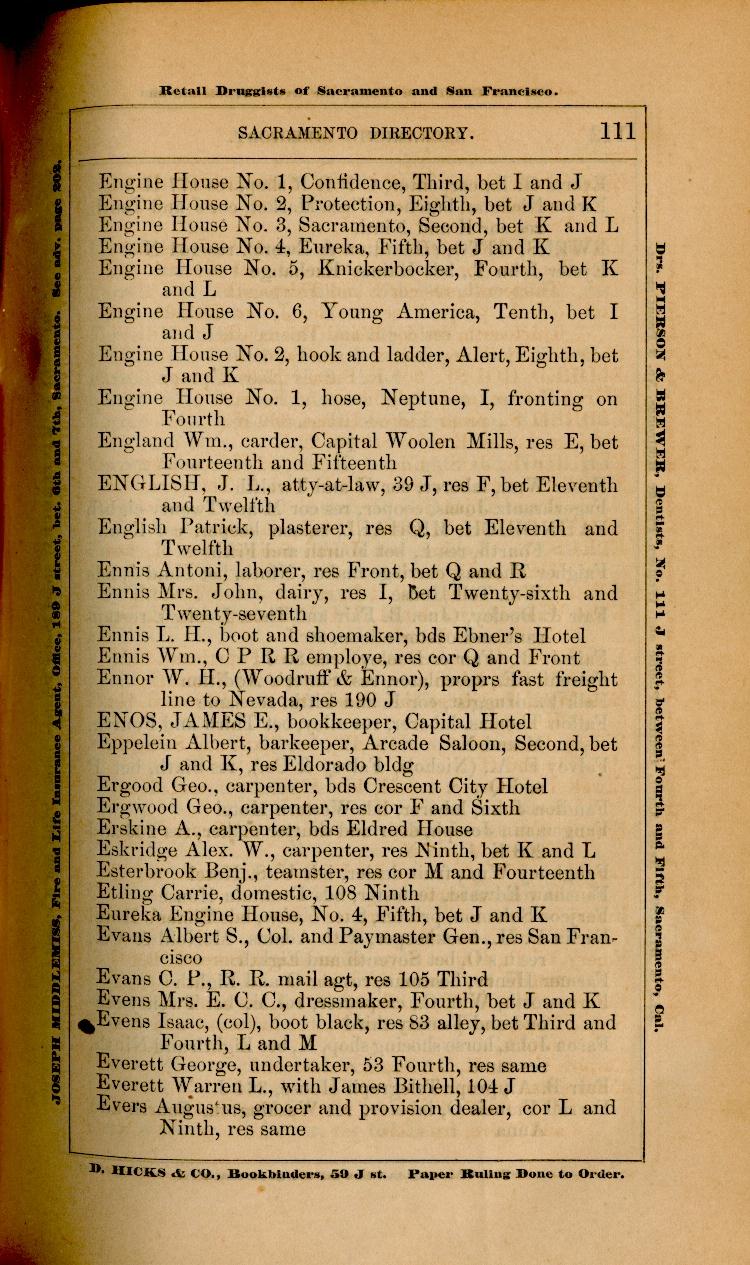 Retail Druggists of Sacramento and San Francisco.
SACRAMENTO DIRECTORY. 111
Engine House No. 1, Confidence, Third, bet I and J
Engine House No. 2, Protection, Eighth, bet J and K
Engine House No. 3, Sacramento, Second, bet K and L
Engine House No. 4, Eureka, Fifth, bet J and K
Engine House No. 5, Knickerbocker, Fourth, bet K
and L
Engine House No. 6, Young America, Tenth, bet I
and J
Engine House No. 2, hook and ladder, Alert, Eighth, bet
J and K
Engine House No. 1, hose, Neptune, I, fronting on
Fourth
England Wm., carder, Capital Woolen Mills, res E, bet
Fourteenth and Fifteenth
ENGLISH, J. L., atty-at-law, 39 J, res F, bet Eleventh
and Twelfth
English Patrick, plasterer, res Q, bet Eleventh and
Twelfth
Ennis Antoni, laborer, res Front, bet Q and R
Ennis Mrs. John, dairy, res I, bet Twenty-sixth and
Twenty-seventh
Ennis L. H., boot and shoemaker, bds Ebner's Hotel
Ennis Wm., C P R R employe, res cor Q and Front
Ennor W. H., (Woodruff & Ennor), proprs fast freight
line to Nevada, res 190 J
ENOS, JAMES E., bookkeeper, Capital Hotel
Eppelein Albert, barkeeper, Arcade Saloon, Second, bet
J and K, res Eldorado bldg
Ergood Geo., carpenter, bds Crescent City Hotel
Ergwood Geo., carpenter, res cor F and Sixth
Erskine A., carpenter, bds Eldred House
Eskridge Alex. W., carpenter, res Ninth, bet K and L
Esterbrook Benj., teamster, res cor M and Fourteenth
Etling Carrie, domestic, 108 Ninth
Eureka Engine House, No. 4, Fifth, bet J and K
Evans Albert S., Col. and Paymaster Gen., res San Fran-
cisco
Evans C. P., R. R. mail agt, res 105 Third
Evens Mrs. E. C. C., dressmaker, Fourth, bet J and K
Evens Isaac, (col), boot black, res 83 alley, bet Third and
Fourth, L and M
Everett George, undertaker, 53 Fourth, res same
Everett Warren L., with James Bithell, 104 J
Evers Augustus, grocer and provision dealer, cor L and
Ninth, res same
D. HICKS & CO., Bookbinders, 59 J st. Paper Ruling Done to Order.
JOSEPH MIDDLEMISS, Fire and Life Insurance Agent, Office, 189 J street, bet. 6th and 7th, Sacramento. See adv. page 202.
Drs. PIERSON & BREWER, Dentists, No. 111 J street, between Fourth and Fifth, Sacramento, Cal.